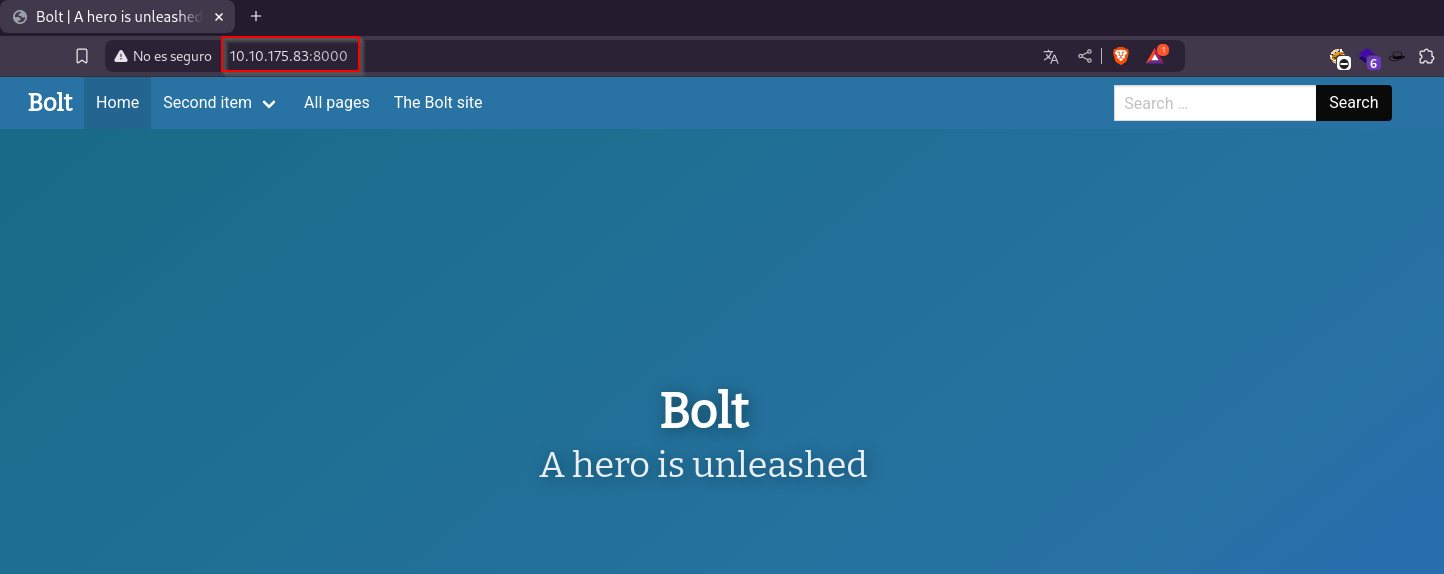 Bolt | A hero is unleashed
No es seguro 10.10.175.83:8000
1
6
Bolt Home Second item All pages The Bolt site Search ... Search
Bolt
A hero is unleashed